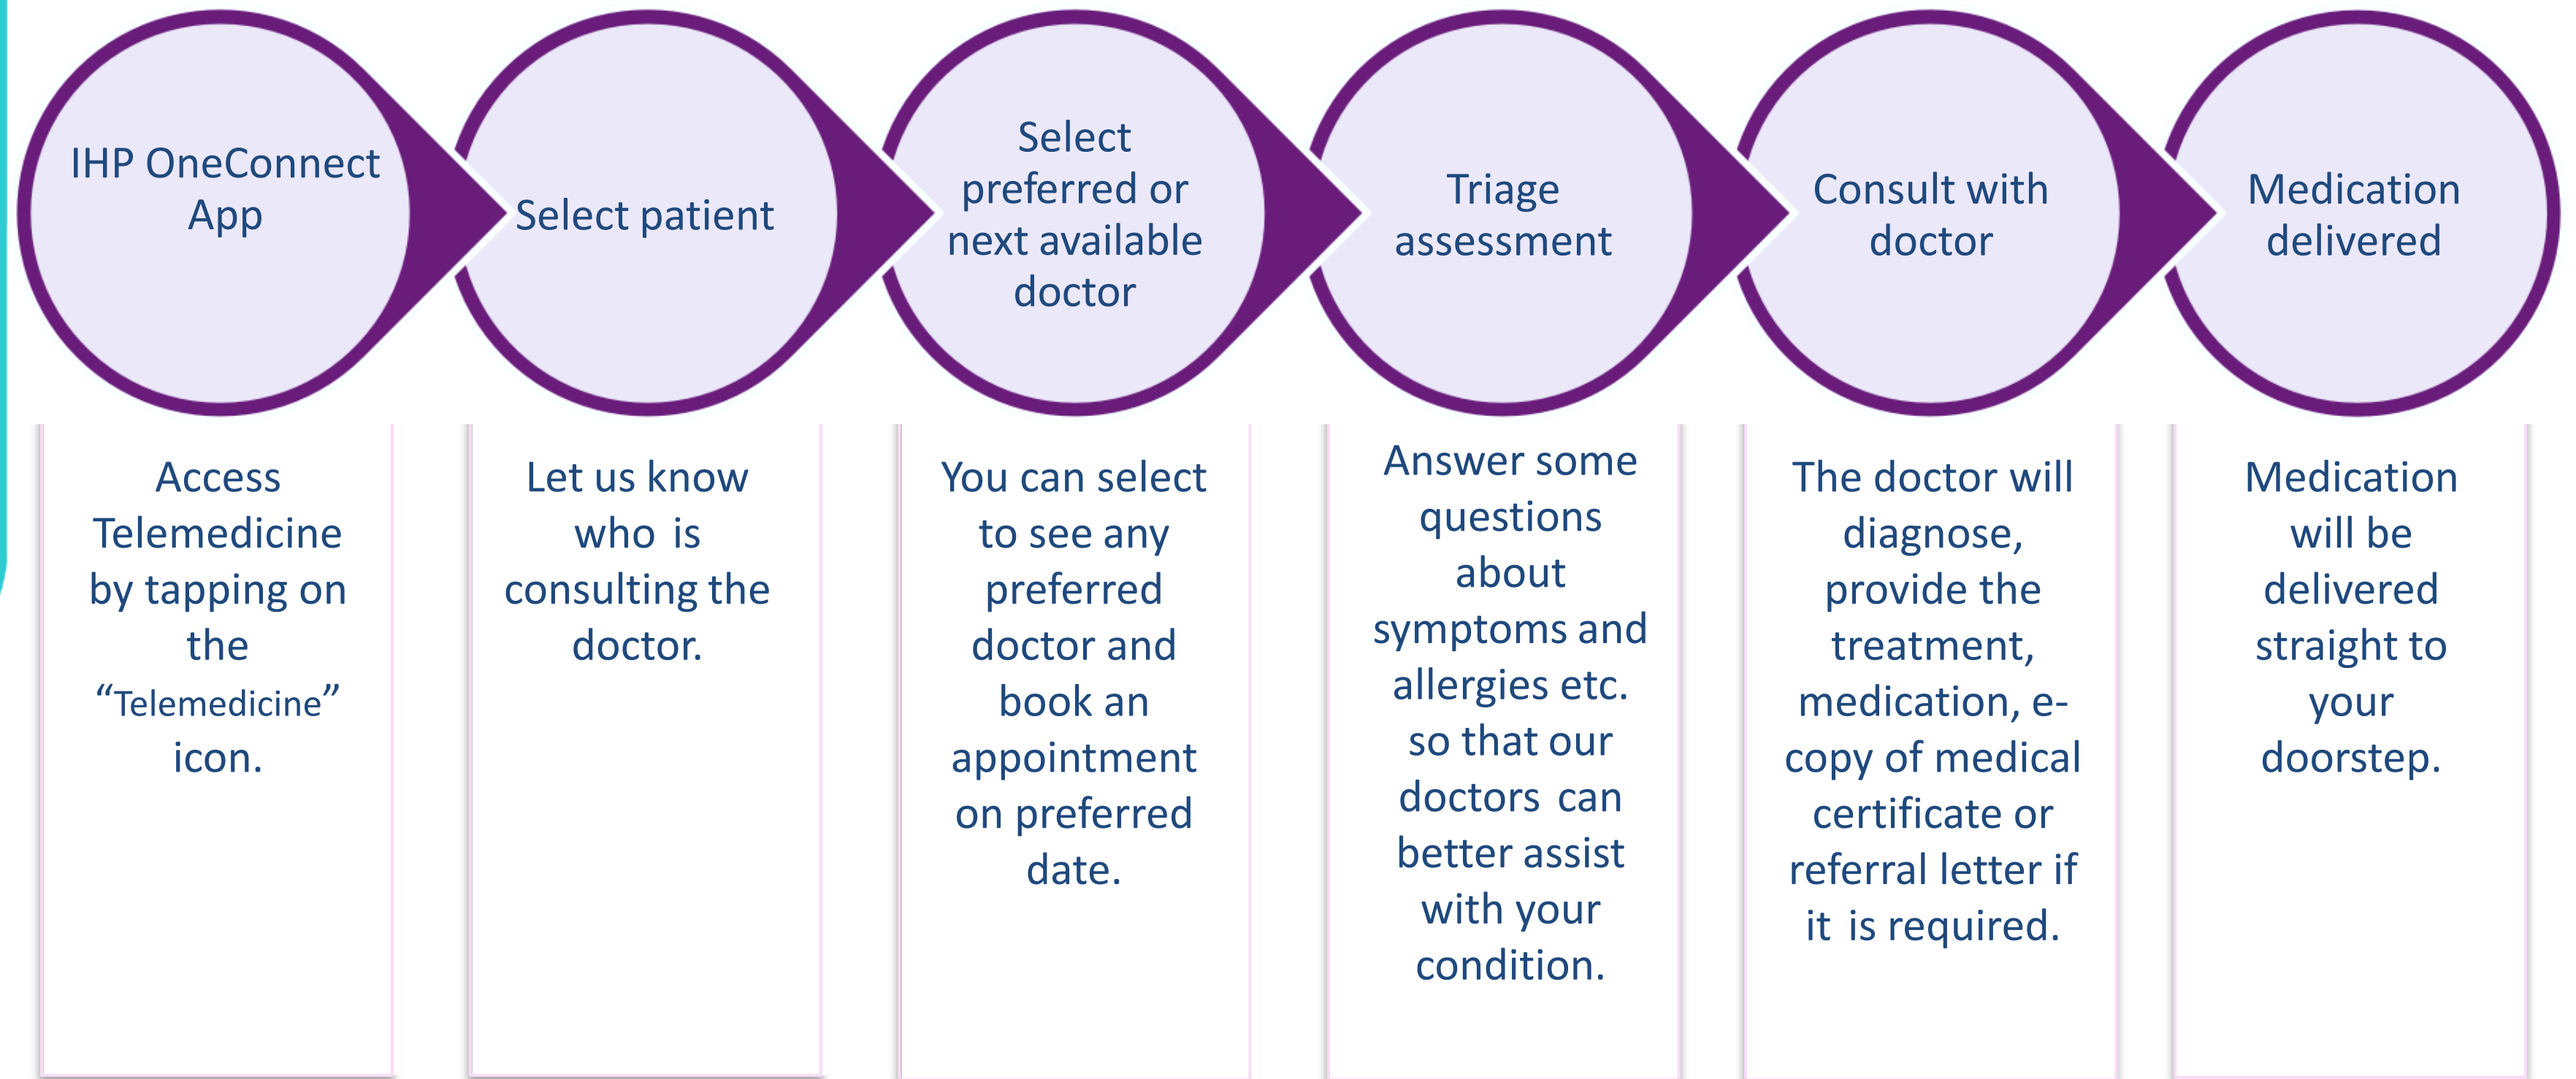 IHP OneConnect
App
Select patient
Select
preferred or
next available
doctor
Triage
assessment
Consult with
doctor
Medication
delivered
Access
Telemedicine
by tapping on
the
“Telemedicine”
icon.
Let us know
who is
consulting the
doctor.
You can select
to see any
preferred
doctor and
book an
appointment
on preferred
date.
Answer some
questions
about
symptoms and
allergies etc.
so that our
doctors can
better assist
with your
condition.
The doctor will
diagnose,
provide the
treatment,
medication, e-
copy of medical
certificate or
referral letter if
it is required.
Medication
will be
delivered
straight to
your
doorstep.